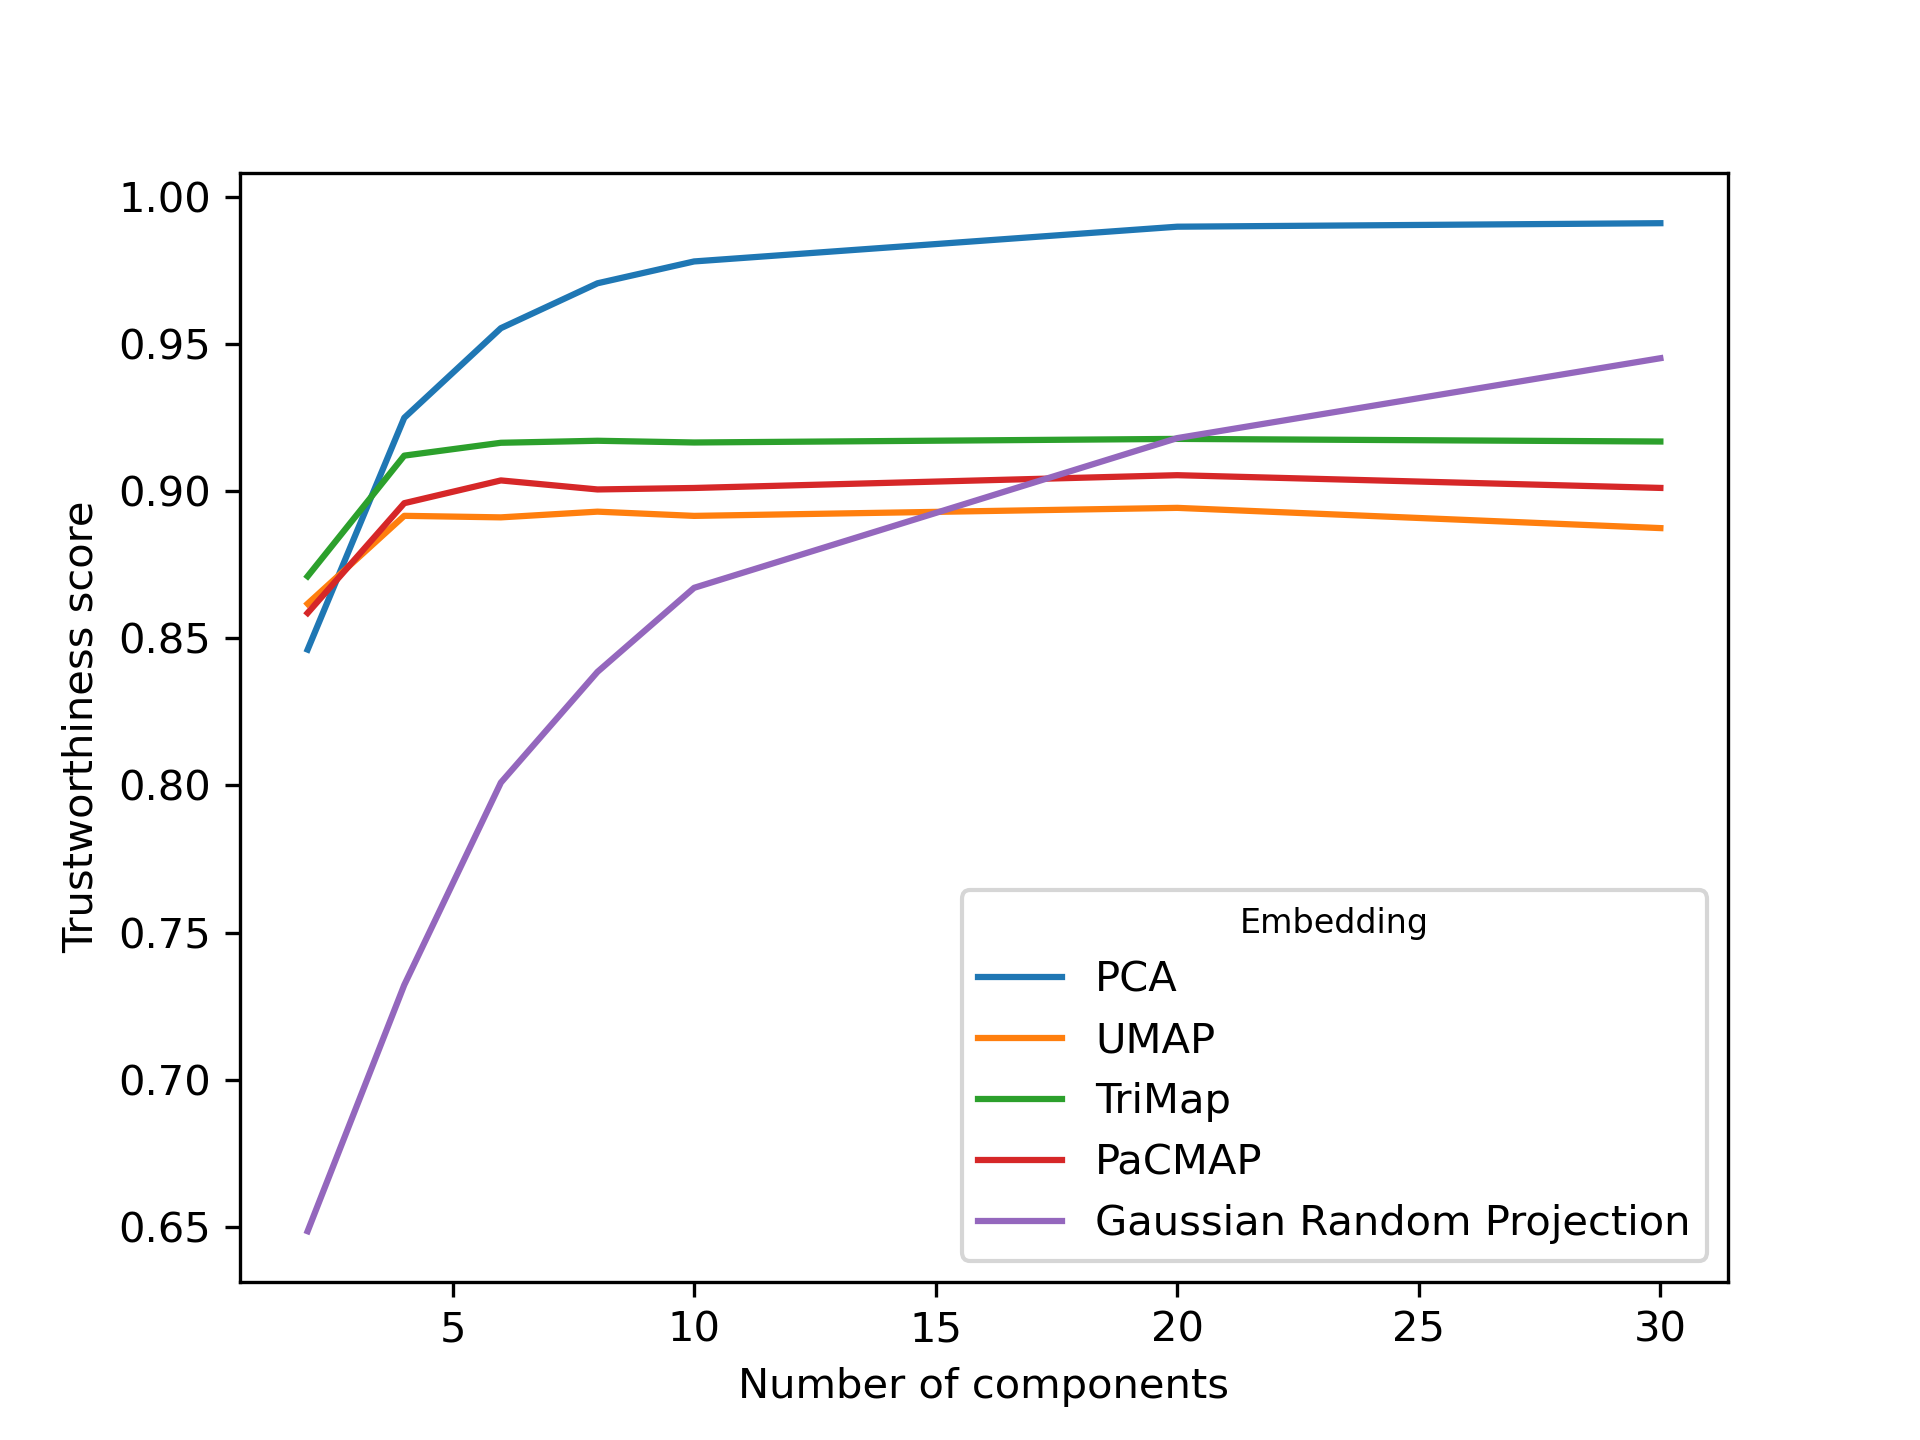 1.00
0.95
0.90
0.85
0.80
0.75
0.70
0.65
Trustworthiness score
5 10 15 20 25 30
Number of components
Embedding
PCA
UMAP
TriMap
PaCMAP
Gaussian Random Projection